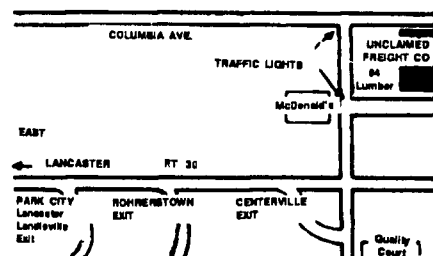 COLUMBIA AVE.
UNCLAIMED
FREIGHT CO
84
Lumber
TRAFFIC LIGHTS
McDonald's
EAST
LANCASTER RT 30
PARK CITY
Lancaster
Landisville
Exit
ROHRERSTOWN
EXIT
CENTERVILLE
EXIT
Quality
Court